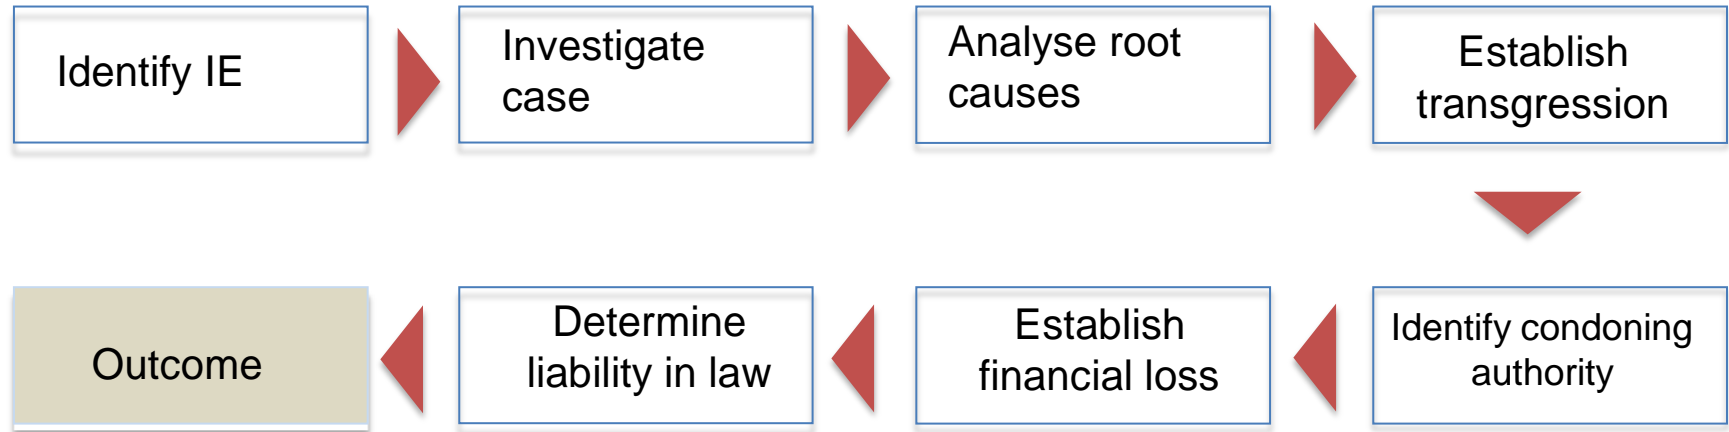 Identify IE
Investigate
case
Analyse root
causes
Establish
transgression
Identify condoning
authority
Establish
financial loss
Determine
liability in law
Outcome